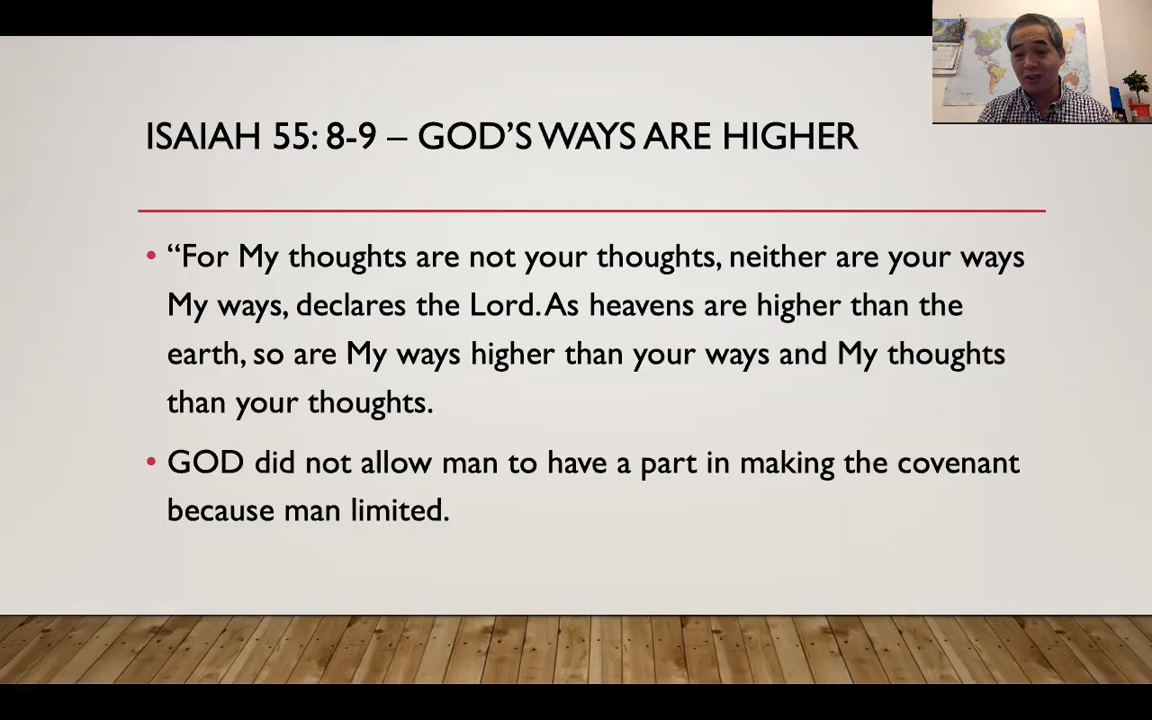 ISAIAH 55: 8-9 – GOD’S WAYS ARE HIGHER
• “For My thoughts are not your thoughts, neither are your ways
My ways, declares the Lord. As heavens are higher than the
earth, so are My ways higher than your ways and My thoughts
than your thoughts.
• GOD did not allow man to have a part in making the covenant
because man limited.